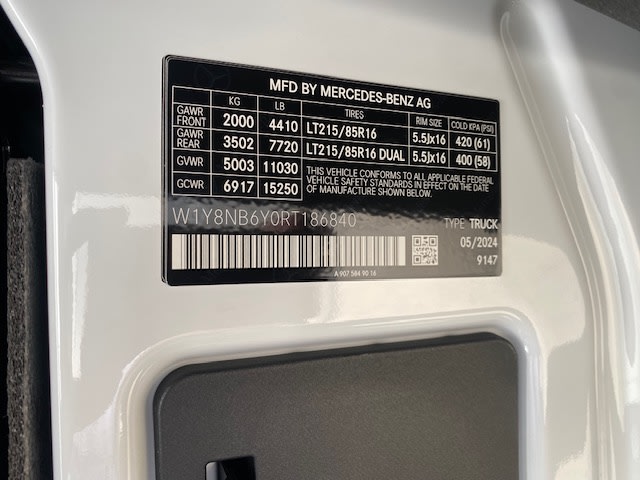 MFD BY MERCEDES-BENZ AG
KG LB TIRES RIM SIZE COLD KPA (PSI)
GAWR FRONT 2000 4410 LT215/85R16 5.5Jx16 420 (61)
GAWR REAR 3502 7720 LT215/85R16 DUAL 5.5Jx16 400 (58)
GVWR 5003 11030 THIS VEHICLE CONFORMS TO ALL APPLICABLE FEDERAL
VEHICLE SAFETY STANDARDS IN EFFECT ON THE DATE
GCWR 6917 15250 OF MANUFACTURE SHOWN BELOW.
W1Y8NB6Y0RT186840 TYPE: TRUCK
05/2024
9147
A 907 584 90 16